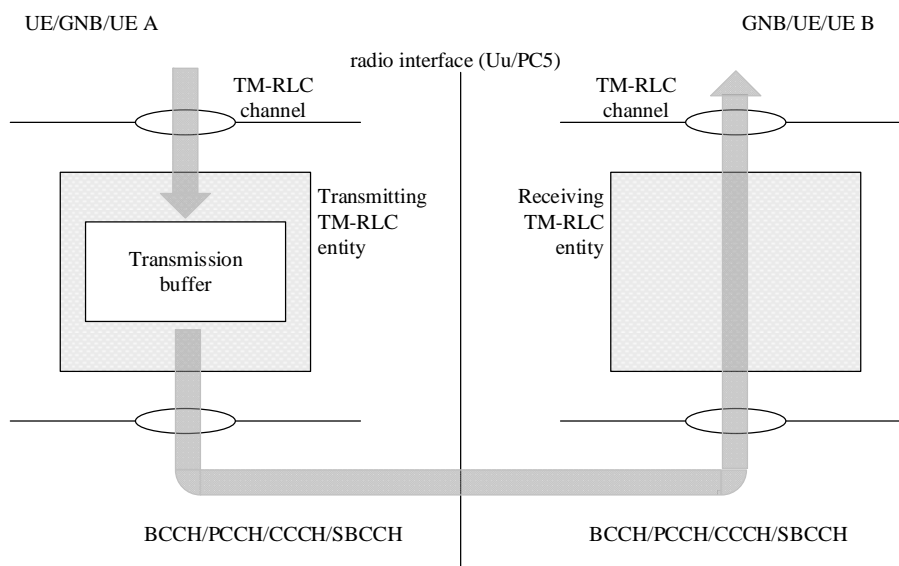 UE/GNB/UE A
GNB/UE/UE B
radio interface (Uu/PC5)
TM-RLC
channel
TM-RLC
channel
Transmitting
TM-RLC
entity
Transmission
buffer
Receiving
TM-RLC
entity
BCCH/PCCH/CCCH/SBCCH
BCCH/PCCH/CCCH/SBCCH